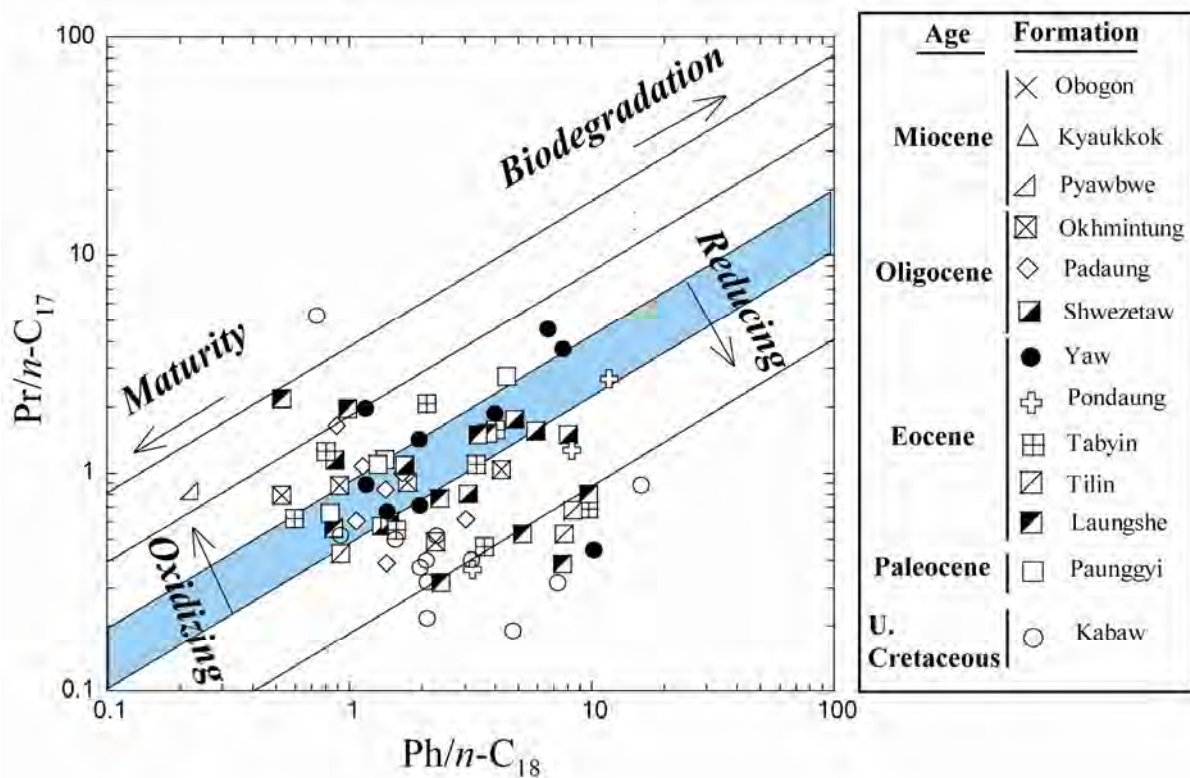 100
10
1
0.1
Pr/n-C17
Biodegradation
Maturity
Reducing
Oxidizing
0.1 1 10 100
Ph/n-C18
Age Formation
Miocene
Obogon
Kyaukkok
Pyawbwe
Oligocene
Okhmintung
Padaung
Shwezetaw
Eocene
Yaw
Pondaung
Tabyin
Tilin
Laungshe
Paleocene
Paunggyi
U.
Cretaceous
Kabaw